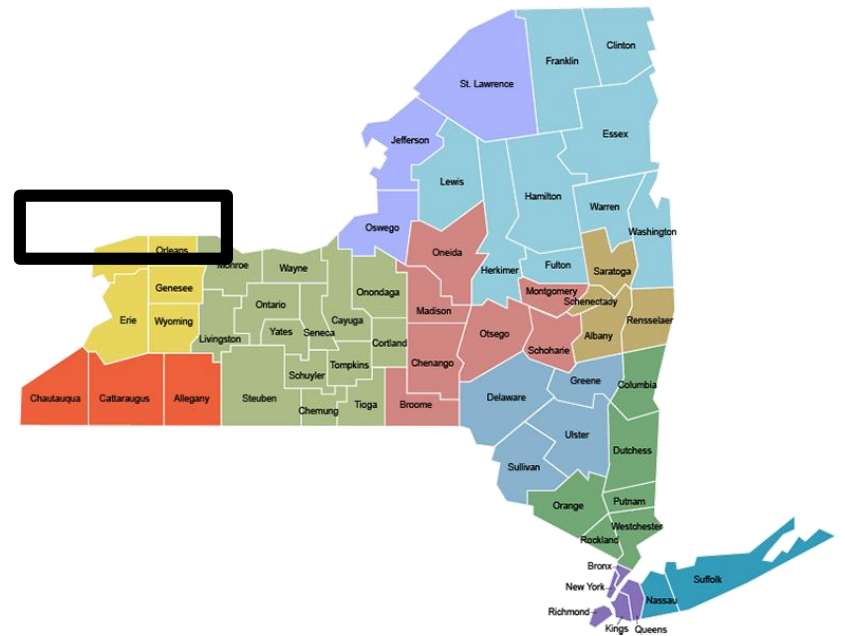 Clinton
Franklin
St. Lawrence
Essex
Jefferson
Lewis
Hamilton
Warren
Oswego
Washington
Oneida
Orleans
Monroe
Wayne
Herkimer
Fulton
Saratoga
Genesee
Onondaga
Montgomery
Schenectady
Ontario
Madison
Erie
Wyoming
Cayuga
Rensselaer
Yates
Seneca
Otsego
Albany
Livingston
Cortland
Schoharie
Tompkins
Chenango
Schuyler
Greene
Columbia
Chautauqua
Cattaraugus
Allegany
Steuben
Chemung
Tioga
Broome
Delaware
Ulster
Dutchess
Sullivan
Putnam
Orange
Westchester
Rockland
Bronx
Suffolk
New York
Nassau
Richmond
Kings
Queens